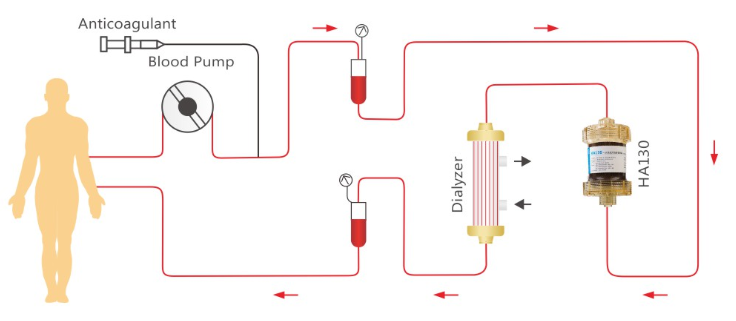 Anticoagulant
Blood Pump
Dialyzer
HA130